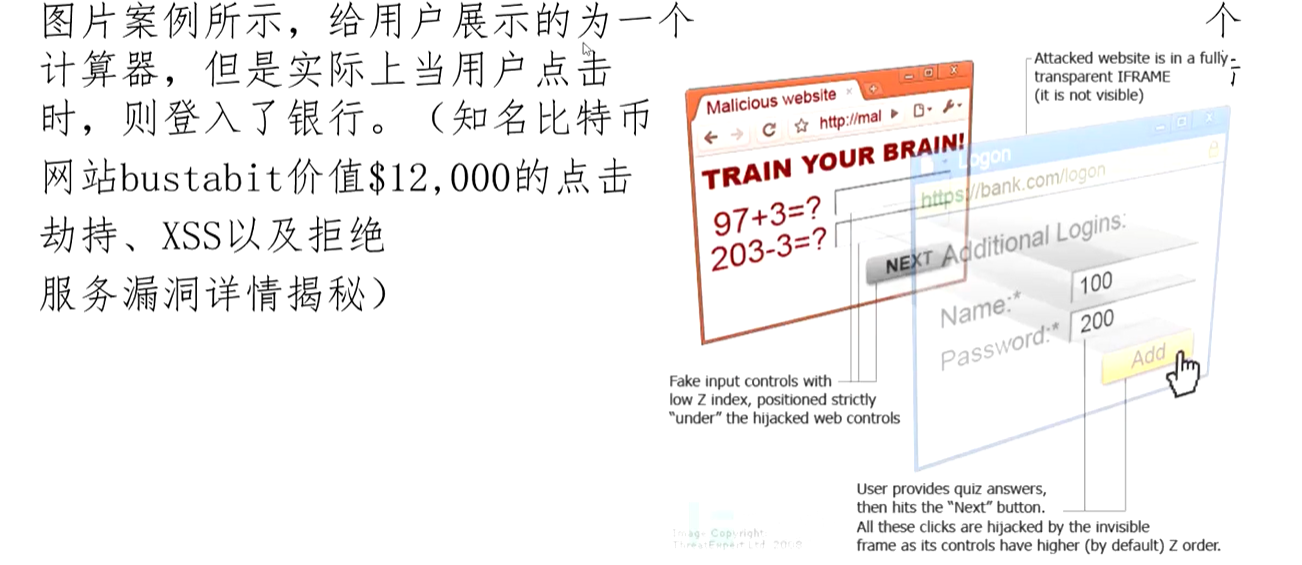 图片案例所示，给用户展示的为一个
个
计算器，但是实际上当用户点击
时，则登入了银行。（知名比特币
网站bustabit价值$12,000的点击
劫持、XSS以及拒绝
服务漏洞详情揭秘）
Attacked website is in a fully
transparent IFRAME
(it is not visible)
Malicious website
http://mal
TRAIN YOUR BRAIN!
97+3=?
203-3=?
NEXT
Logon
https://bank.com/logon
Additional Logins:
Name:*
100
Password:*
200
Add
Fake input controls with
low Z index, positioned strictly
"under" the hijacked web controls
User provides quiz answers,
then hits the "Next" button.
All these clicks are hijacked by the invisible
frame as its controls have higher (by default) Z order.
Image Copyright
ThreatExpert Ltd. 2008